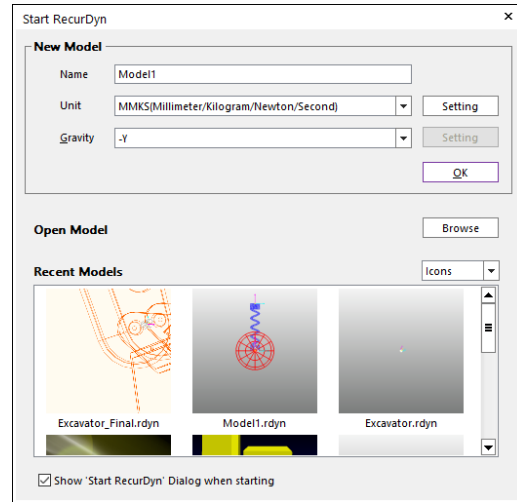 Start RecurDyn
New Model
Name Model1
Unit MMKS(Millimeter/Kilogram/Newton/Second) Setting
Gravity -Y Setting
OK
Open Model Browse
Recent Models Icons
Excavator_Final.rdyn Model1.rdyn Excavator.rdyn
Show 'Start RecurDyn' Dialog when starting